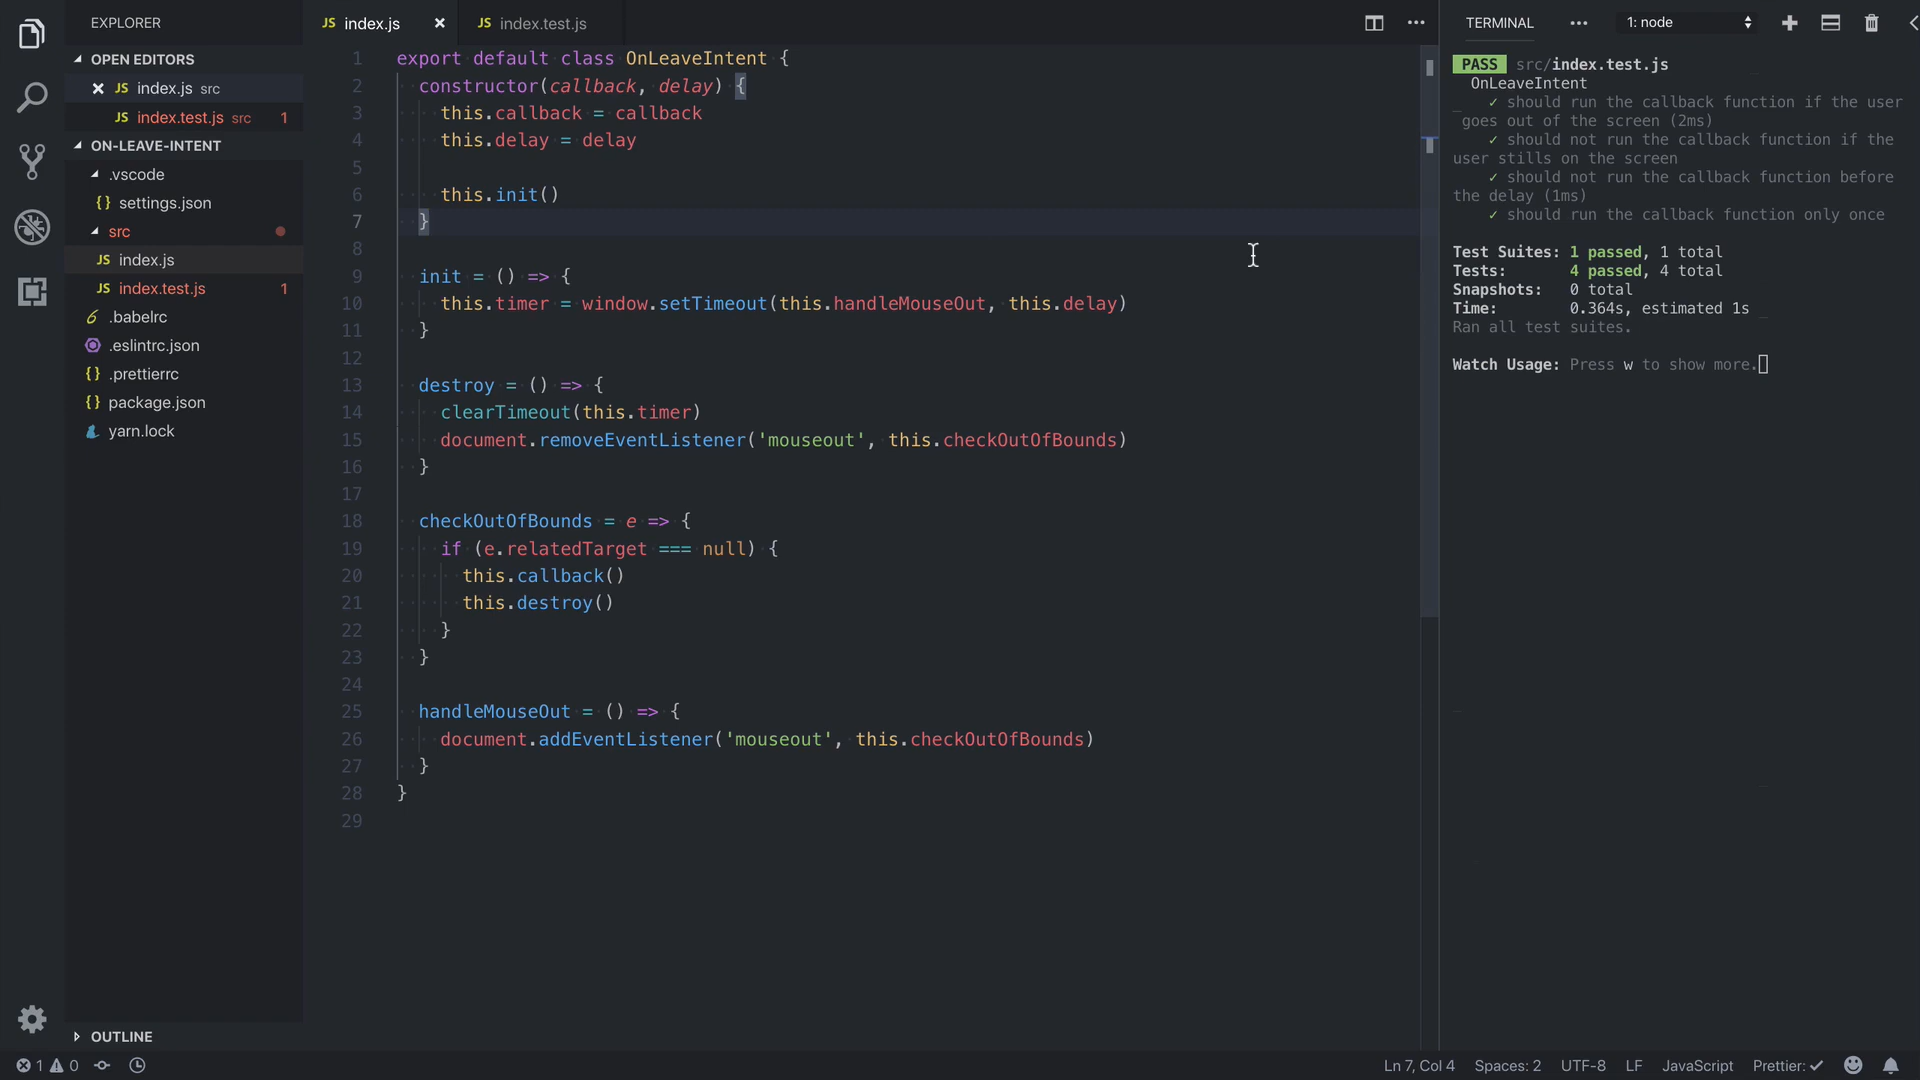 EXPLORER
OPEN EDITORS
JS index.js src
JS index.test.js src 1
ON-LEAVE-INTENT
.vscode
{} settings.json
src
JS index.js
JS index.test.js 1
.babelrc
.eslintrc.json
{} .prettierrc
{} package.json
yarn.lock
OUTLINE
JS index.js
JS index.test.js
1 export default class OnLeaveIntent {
2 constructor(callback, delay) {
3 this.callback = callback
4 this.delay = delay
5
6 this.init()
7 }
8
9 init = () => {
10 this.timer = window.setTimeout(this.handleMouseOut, this.delay)
11 }
12
13 destroy = () => {
14 clearTimeout(this.timer)
15 document.removeEventListener('mouseout', this.checkOutOfBounds)
16 }
17
18 checkOutOfBounds = e => {
19 if (e.relatedTarget === null) {
20 this.callback()
21 this.destroy()
22 }
23 }
24
25 handleMouseOut = () => {
26 document.addEventListener('mouseout', this.checkOutOfBounds)
27 }
28 }
29
TERMINAL
1: node
PASS src/index.test.js
OnLeaveIntent
✓ should run the callback function if the user
goes out of the screen (2ms)
✓ should not run the callback function if the
user stills on the screen
✓ should not run the callback function before
the delay (1ms)
✓ should run the callback function only once
Test Suites: 1 passed, 1 total
Tests: 4 passed, 4 total
Snapshots: 0 total
Time: 0.364s, estimated 1s
Ran all test suites.
Watch Usage: Press w to show more.
1 0
Ln 7, Col 4
Spaces: 2
UTF-8
LF
JavaScript
Prettier: ✓